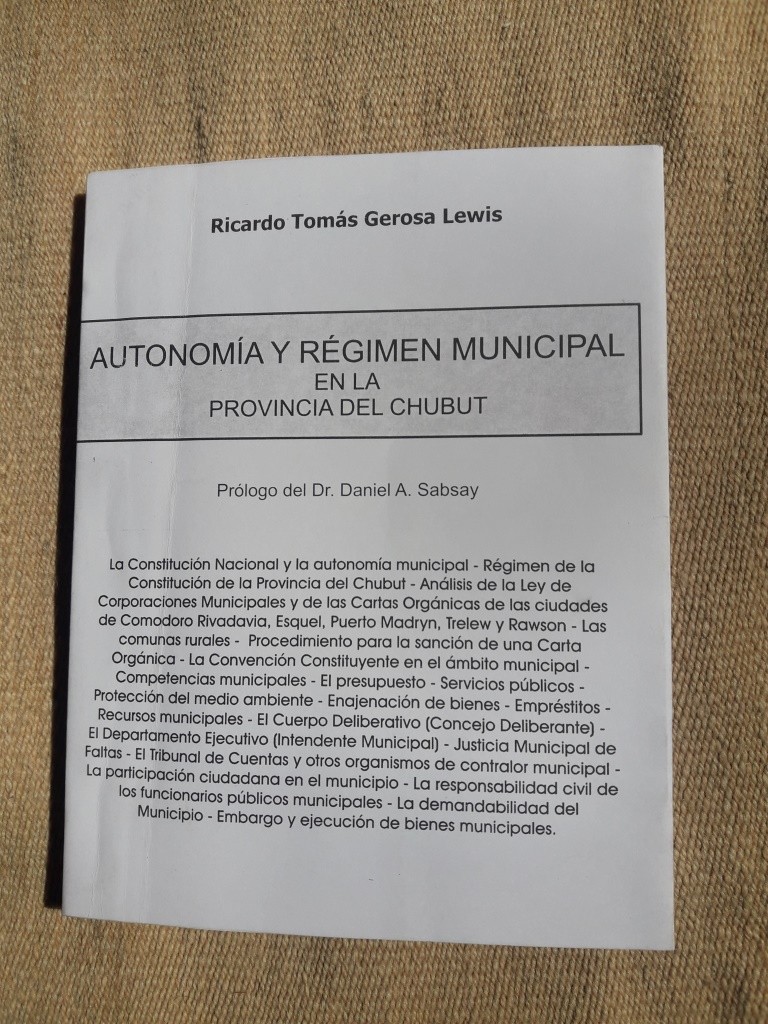 Ricardo Tomás Gerosa Lewis
AUTONOMÍA Y RÉGIMEN MUNICIPAL
EN LA
PROVINCIA DEL CHUBUT
Prólogo del Dr. Daniel A. Sabsay
La Constitución Nacional y la autonomía municipal - Régimen de la
Constitución de la Provincia del Chubut - Análisis de la Ley de
Corporaciones Municipales y de las Cartas Orgánicas de las ciudades
de Comodoro Rivadavia, Esquel, Puerto Madryn, Trelew y Rawson - Las
comunas rurales - Procedimiento para la sanción de una Carta
Orgánica - La Convención Constituyente en el ámbito municipal -
Competencias municipales - El presupuesto - Servicios públicos -
Protección del medio ambiente - Enajenación de bienes - Empréstitos -
Recursos municipales - El Cuerpo Deliberativo (Concejo Deliberante) -
El Departamento Ejecutivo (Intendente Municipal) - Justicia Municipal de
Faltas - El Tribunal de Cuentas y otros organismos de contralor municipal -
La participación ciudadana en el municipio - La responsabilidad civil de
los funcionarios públicos municipales - La demandabilidad del
Municipio - Embargo y ejecución de bienes municipales.